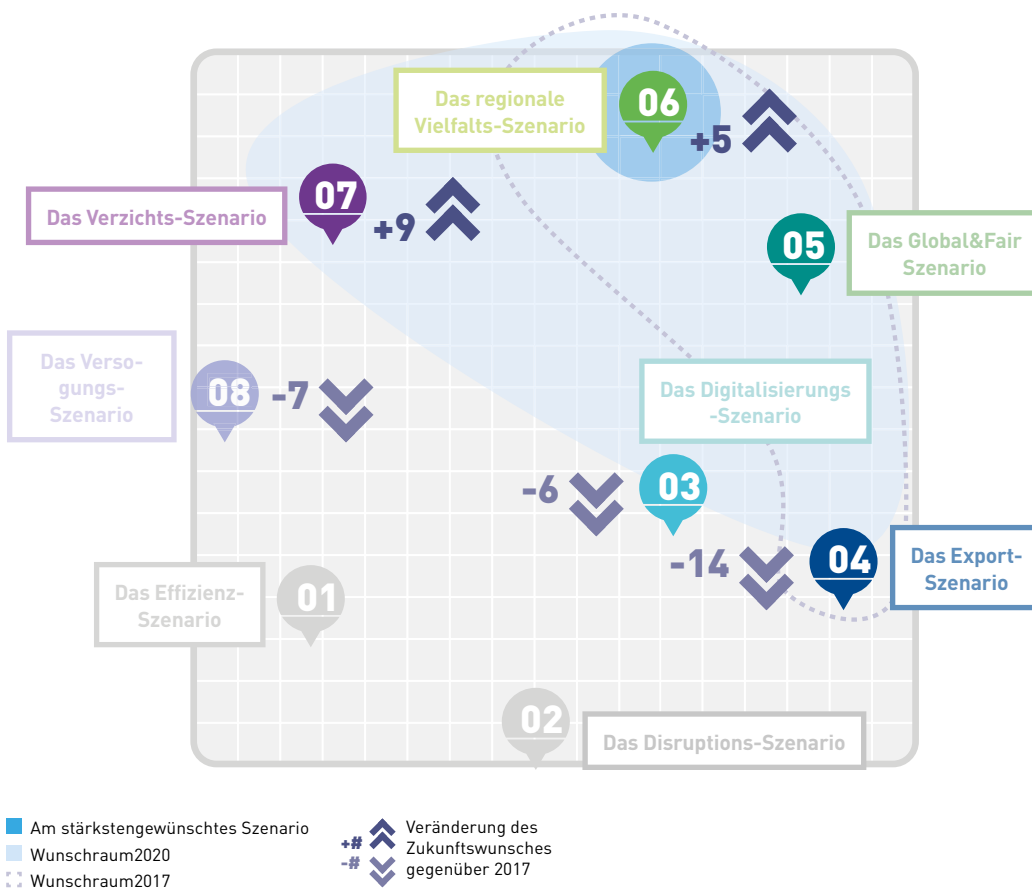 Das regionale
Vielfalts-Szenario
06
+5
07
+9
Das Verzichts-Szenario
05
Das Global&Fair
Szenario
Das Verso-
gungs-
Szenario
08
-7
Das Digitalisierungs
-Szenario
-6
03
-14
04
Das Export-
Szenario
Das Effizienz-
Szenario
01
02
Das Disruptions-Szenario
Am stärkstengewünschtes Szenario
Wunschraum2020
Wunschraum2017
+#
-#
Veränderung des
Zukunftswunsches
gegenüber 2017